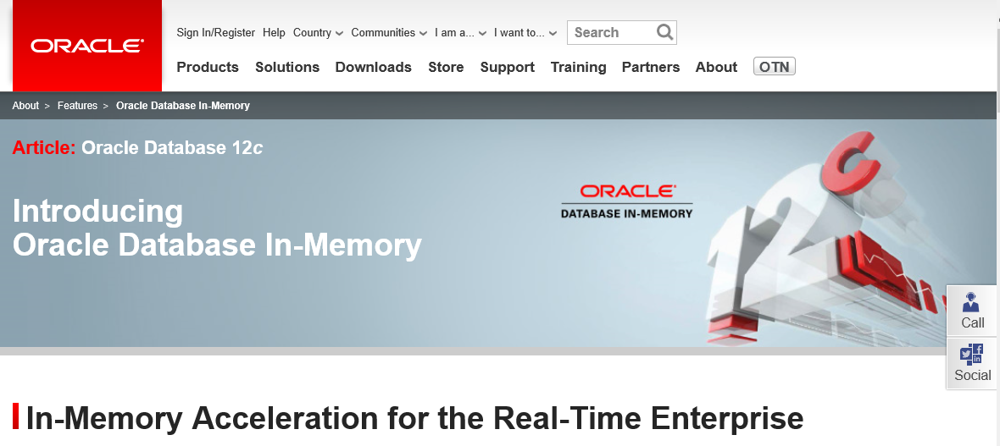 ORACLE
Sign In/Register Help Country Communities I am a... I want to... Search
Products Solutions Downloads Store Support Training Partners About OTN
About > Features > Oracle Database In-Memory
Article: Oracle Database 12c
Introducing
Oracle Database In-Memory
ORACLE
DATABASE IN-MEMORY
12c
Call
Social
In-Memory Acceleration for the Real-Time Enterprise